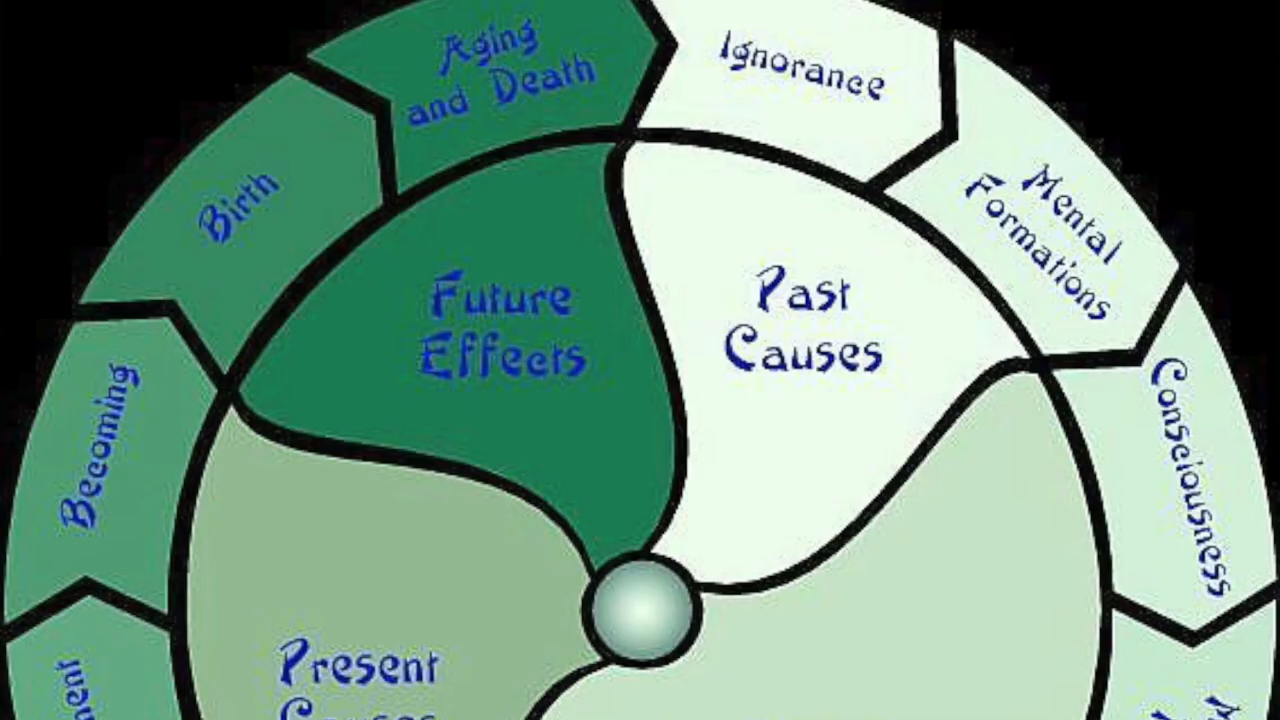 Aging
and Death
Ignorance
Birth
Mental
Formations
Future
Effects
Past
Causes
Becoming
Consciousness
Present